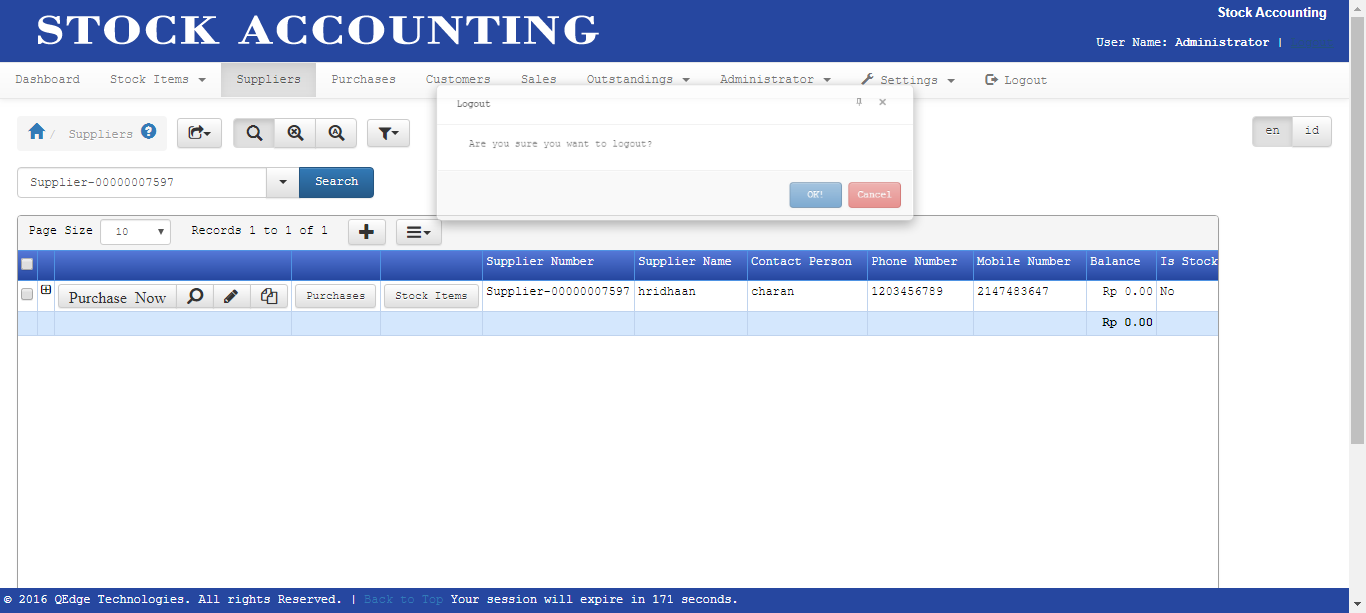 STOCK ACCOUNTING
Stock Accounting
User Name: Administrator |
Dashboard Stock Items Suppliers Purchases Customers Sales Outstandings Administrator Settings Logout
Logout
Suppliers
en id
Are you sure you want to logout?
Supplier-00000007597 Search
OK! Cancel
Page Size 10 Records 1 to 1 of 1
Supplier Number Supplier Name Contact Person Phone Number Mobile Number Balance Is Stock
Purchase Now Purchases Stock Items Supplier-00000007597 hridhaan charan 1203456789 2147483647 Rp 0.00 No
Rp 0.00
© 2016 QEdge Technologies. All rights Reserved. | Back to Top Your session will expire in 171 seconds.